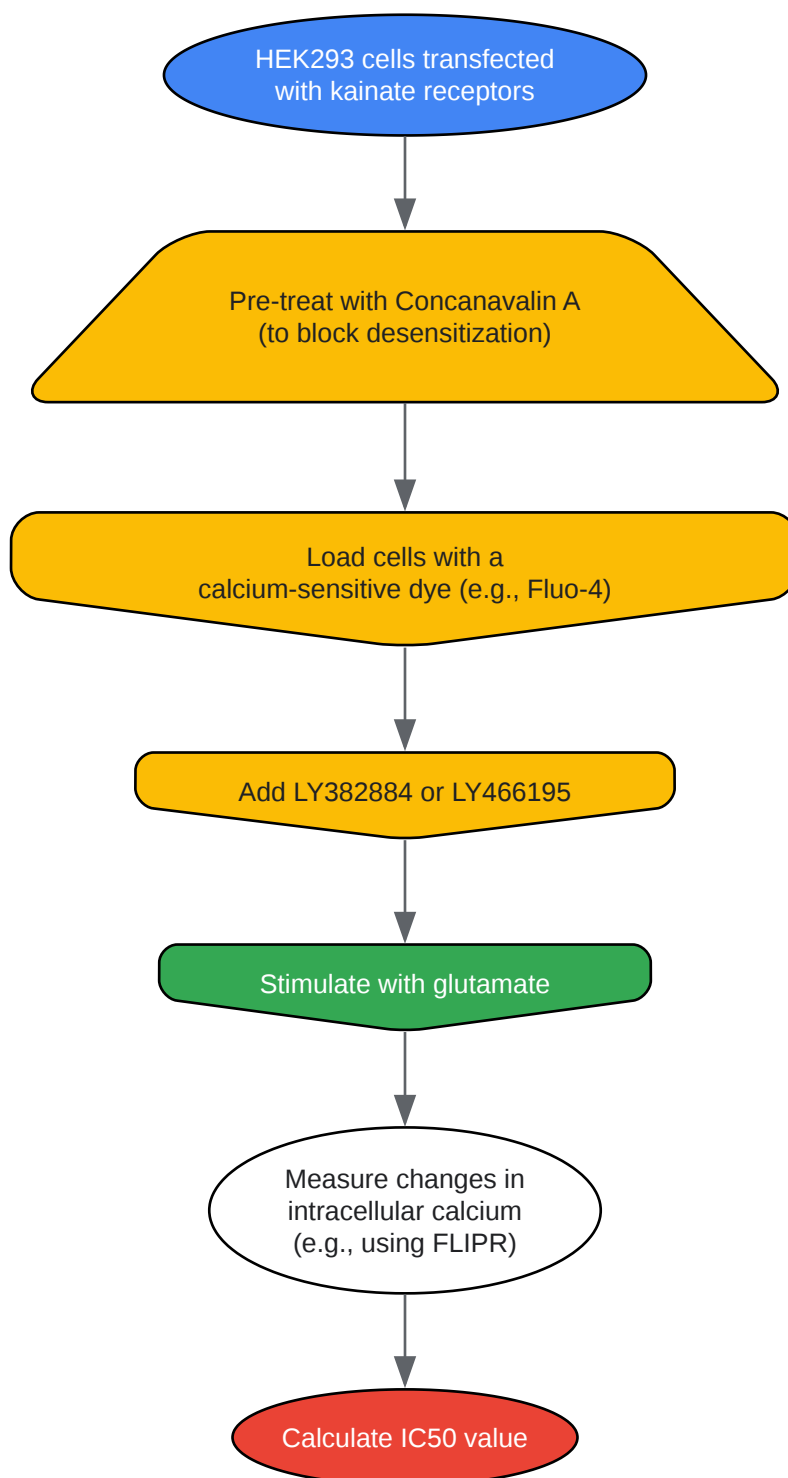 HEK293 cells transfected
with kainate receptors
Pre-treat with Concanavalin A
(to block desensitization)
Load cells with a
calcium-sensitive dye (e.g., Fluo-4)
Add LY382884 or LY466195
Stimulate with glutamate
Measure changes in
intracellular calcium
(e.g., using FLIPR)
Calculate IC50 value